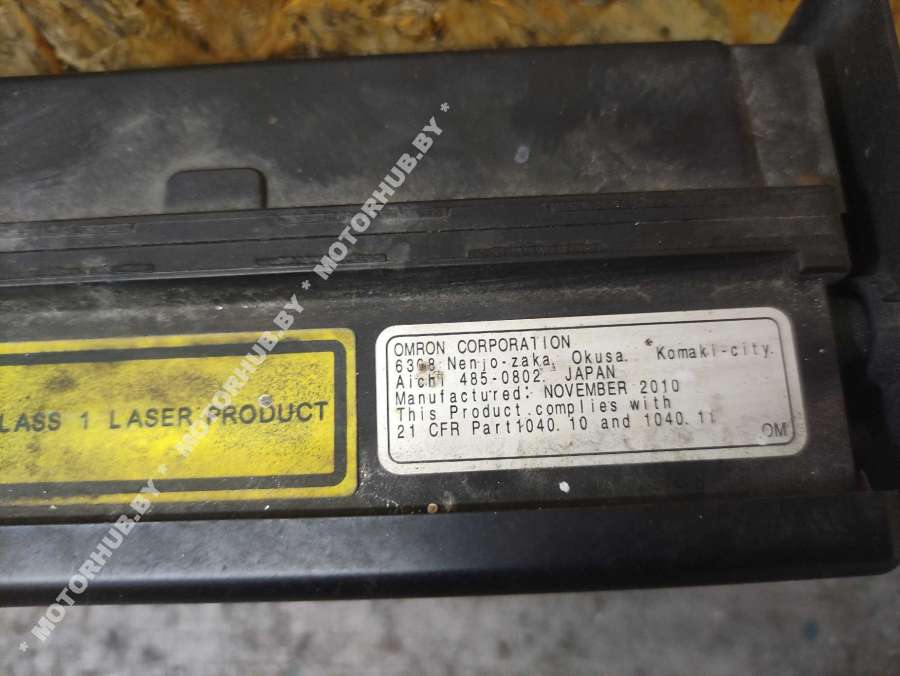 LASS 1 LASER PRODUCT
OMRON CORPORATION
6368 Nenjo-zaka, Okusa, Komaki-city,
Aichi 485-0802, JAPAN
Manufactured: NOVEMBER 2010
This Product complies with
21 CFR Part1040.10 and 1040.11
OM
* MOTORHUB.BY * MOTORHUB.BY * MOTORHUB.BY *